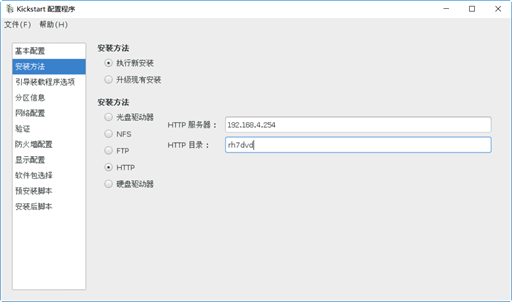 Kickstart 配置程序
文件(F) 帮助(H)
基本配置
安装方法
引导装载程序选项
分区信息
网络配置
验证
防火墙配置
显示配置
软件包选择
预安装脚本
安装后脚本
安装方法
执行新安装
升级现有安装
安装方法
光盘驱动器
NFS
FTP
HTTP
硬盘驱动器
HTTP 服务器： 192.168.4.254
HTTP 目录： rh7dvd